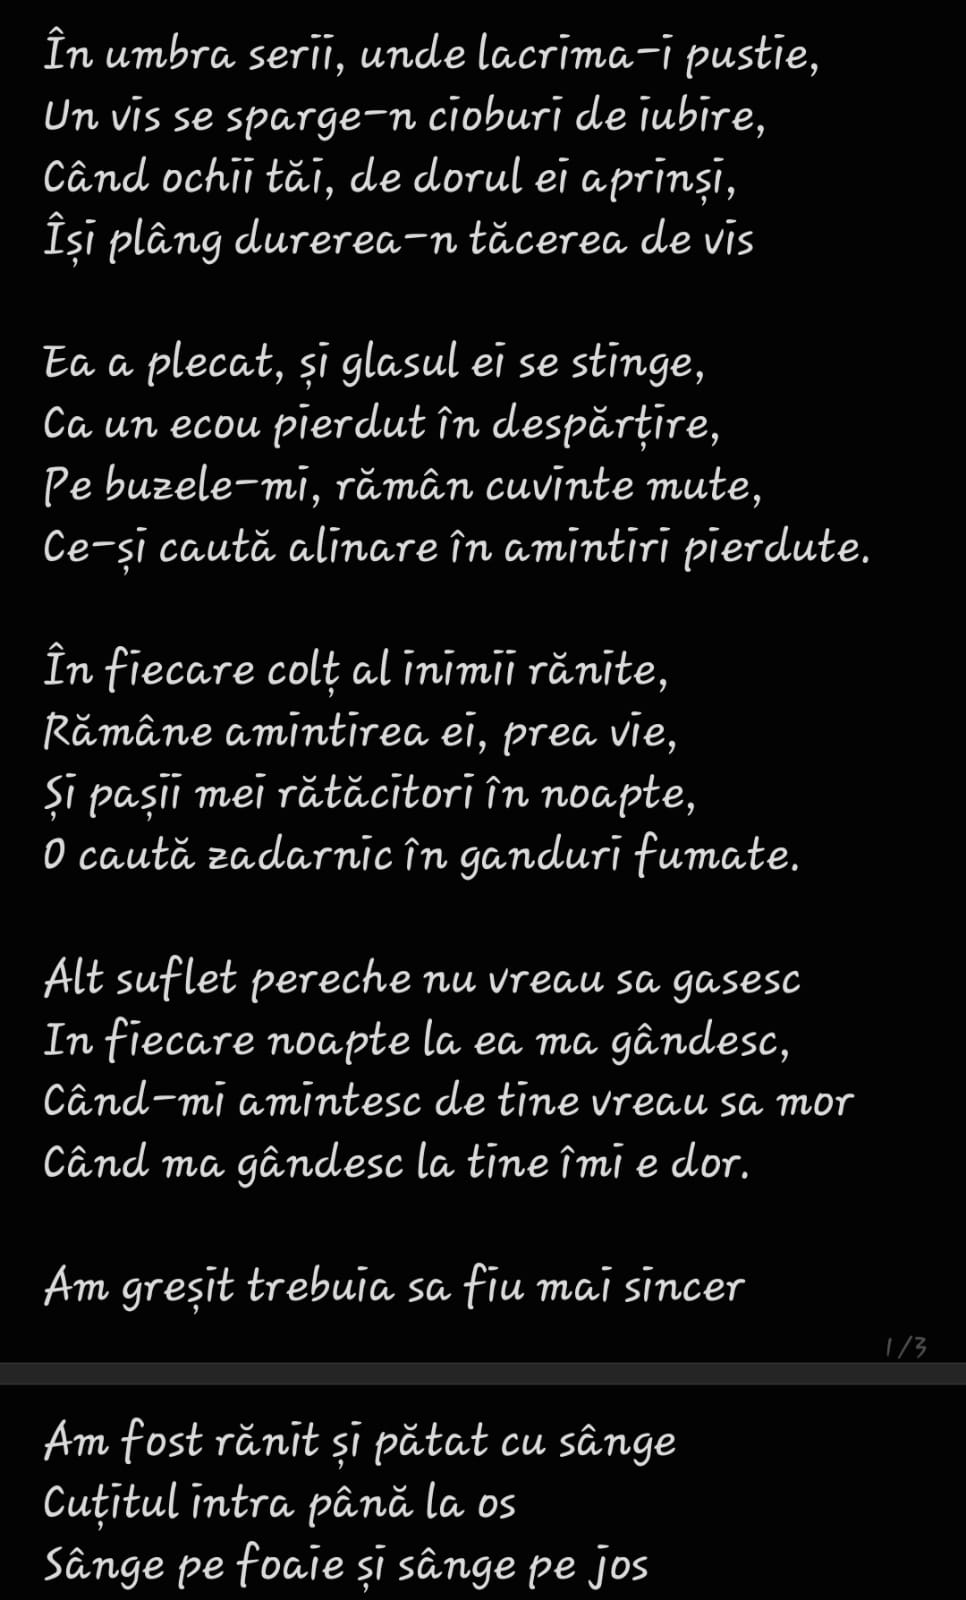 În umbra serii, unde lacrima-i pustie,
Un vis se sparge-n cioburi de iubire,
Când ochii tăi, de dorul ei aprinși,
Își plâng durerea-n tăcerea de vis
Ea a plecat, și glasul ei se stinge,
Ca un ecou pierdut în despărțire,
Pe buzele-mi, rămân cuvinte mute,
Ce-și caută alinare în amintiri pierdute.
În fiecare colț al inimii rănite,
Rămâne amintirea ei, prea vie,
Și pașii mei rătăcitori în noapte,
O caută zadarnic în ganduri fumate.
Alt suflet pereche nu vreau sa gasesc
In fiecare noapte la ea ma gândesc,
Când-mi amintesc de tine vreau sa mor
Când ma gândesc la tine îmi e dor.
Am greșit trebuia sa fiu mai sincer
1/3
Am fost rănit și pătat cu sânge
Cuțitul intra până la os
Sânge pe foaie și sânge pe jos